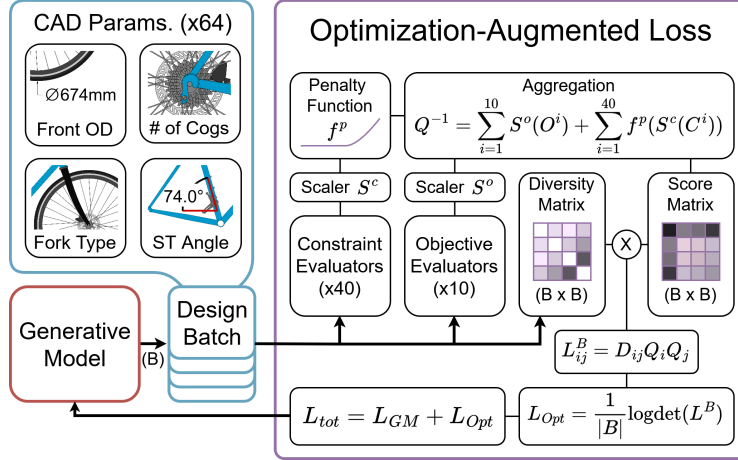 CAD Params. (x64)
∅674mm
Front OD
# of Cogs
Fork Type
74.0°
ST Angle
Generative
Model
(B)
Design
Batch
Optimization-Augmented Loss
Penalty
Function
f^p
Aggregation
Q^{-1} = \sum_{i=1}^{10} S^o(O^i) + \sum_{i=1}^{40} f^p(S^c(C^i))
Scaler S^c
Scaler S^o
Constraint
Evaluators
(x40)
Objective
Evaluators
(x10)
Diversity
Matrix
(B x B)
X
Score
Matrix
(B x B)
L_{ij}^B = D_{ij}Q_iQ_j
L_{tot} = L_{GM} + L_{Opt}
L_{Opt} = \frac{1}{|B|} logdet(L^B)